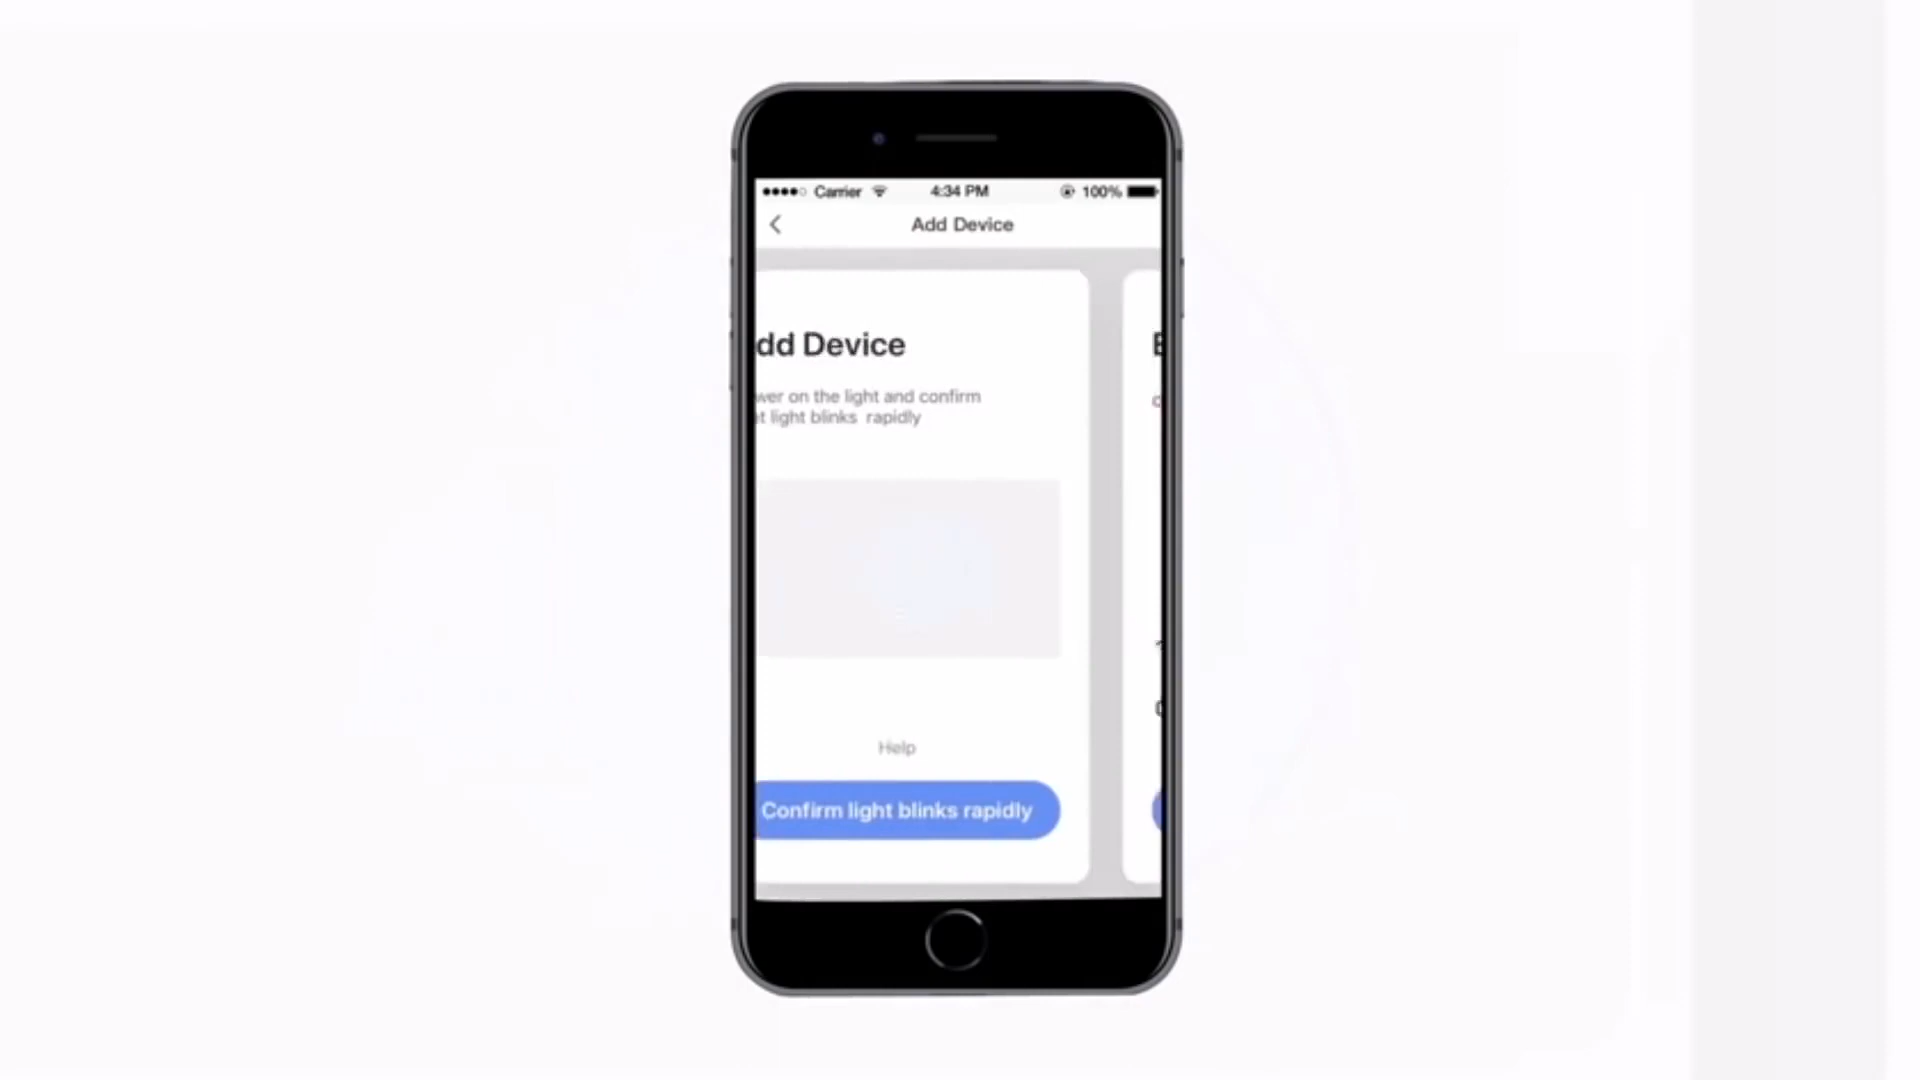 Carrier 4:34 PM 100%
Add Device
dd Device
wer on the light and confirm
light blinks rapidly
Help
Confirm light blinks rapidly